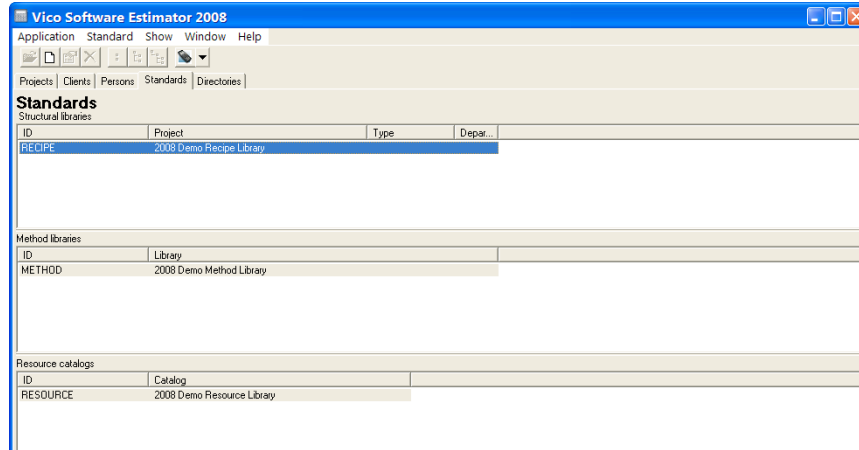 Vico Software Estimator 2008
Application Standard Show Window Help
Projects Clients Persons Standards Directories
Standards
Structural libraries
ID Project Type Depar...
RECIPE 2008 Demo Recipe Library
Method libraries
ID Library
METHOD 2008 Demo Method Library
Resource catalogs
ID Catalog
RESOURCE 2008 Demo Resource Library